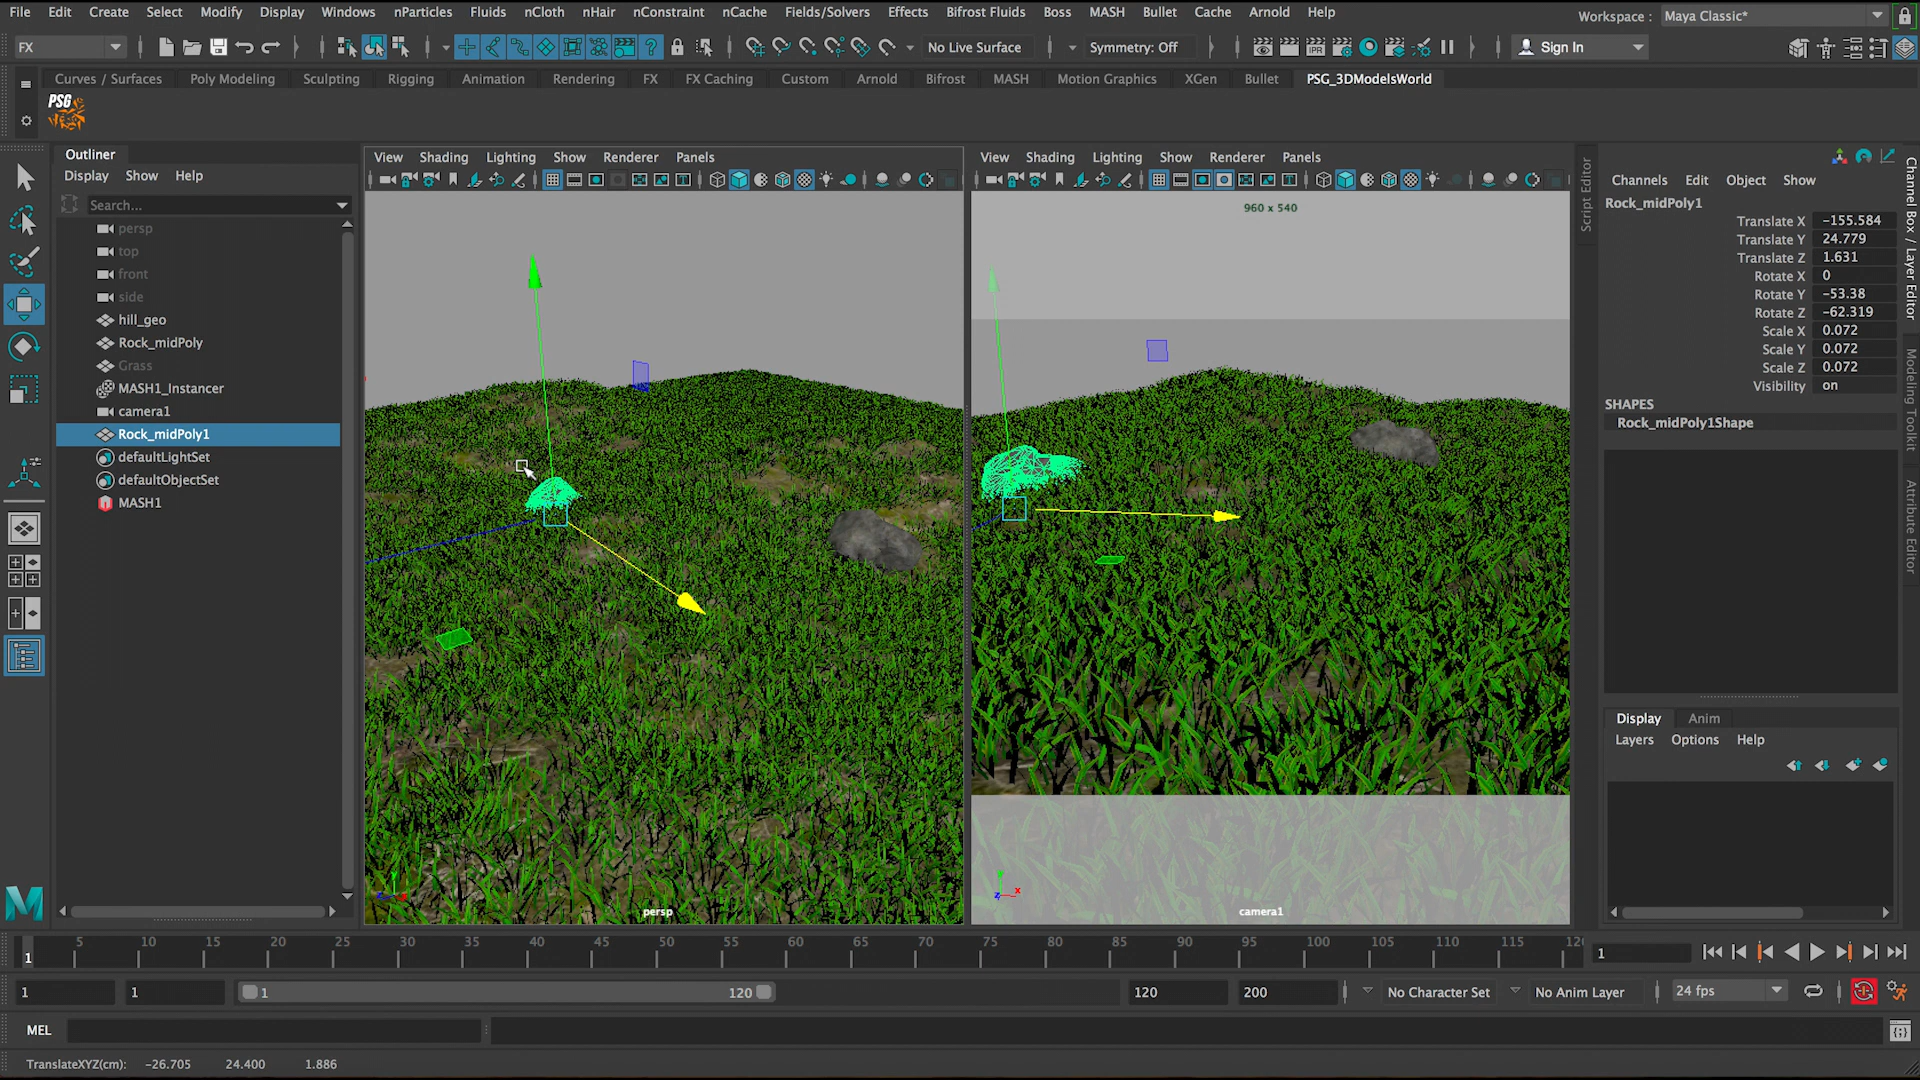 File Edit Create Select Modify Display Windows nParticles Fluids nCloth nHair nConstraint nCache Fields/Solvers Effects Bifrost Fluids Boss MASH Bullet Cache Arnold Help Workspace : Maya Classic*
FX No Live Surface Symmetry: Off IPR Sign In
Curves / Surfaces Poly Modeling Sculpting Rigging Animation Rendering FX FX Caching Custom Arnold Bifrost MASH Motion Graphics XGen Bullet PSG_3DModelsWorld
PSG
Outliner
Display Show Help
Search...
persp
top
front
side
hill_geo
Rock_midPoly
Grass
MASH1_Instancer
camera1
Rock_midPoly1
defaultLightSet
defaultObjectSet
MASH1
View Shading Lighting Show Renderer Panels
persp
View Shading Lighting Show Renderer Panels
960 x 540
camera1
Script Editor
Channels Edit Object Show
Rock_midPoly1
Translate X -155.584
Translate Y 24.779
Translate Z 1.631
Rotate X 0
Rotate Y -53.38
Rotate Z -62.319
Scale X 0.072
Scale Y 0.072
Scale Z 0.072
Visibility on
SHAPES
Rock_midPoly1Shape
Channel Box / Layer Editor
Modeling Toolkit
Attribute Editor
Display Anim
Layers Options Help
5 10 15 20 25 30 35 40 45 50 55 60 65 70 75 80 85 90 95 100 105 110 115
1 1
1 1 1 120 120 200 No Character Set No Anim Layer 24 fps
MEL
TranslateXYZ(cm): -26.705 24.400 1.886